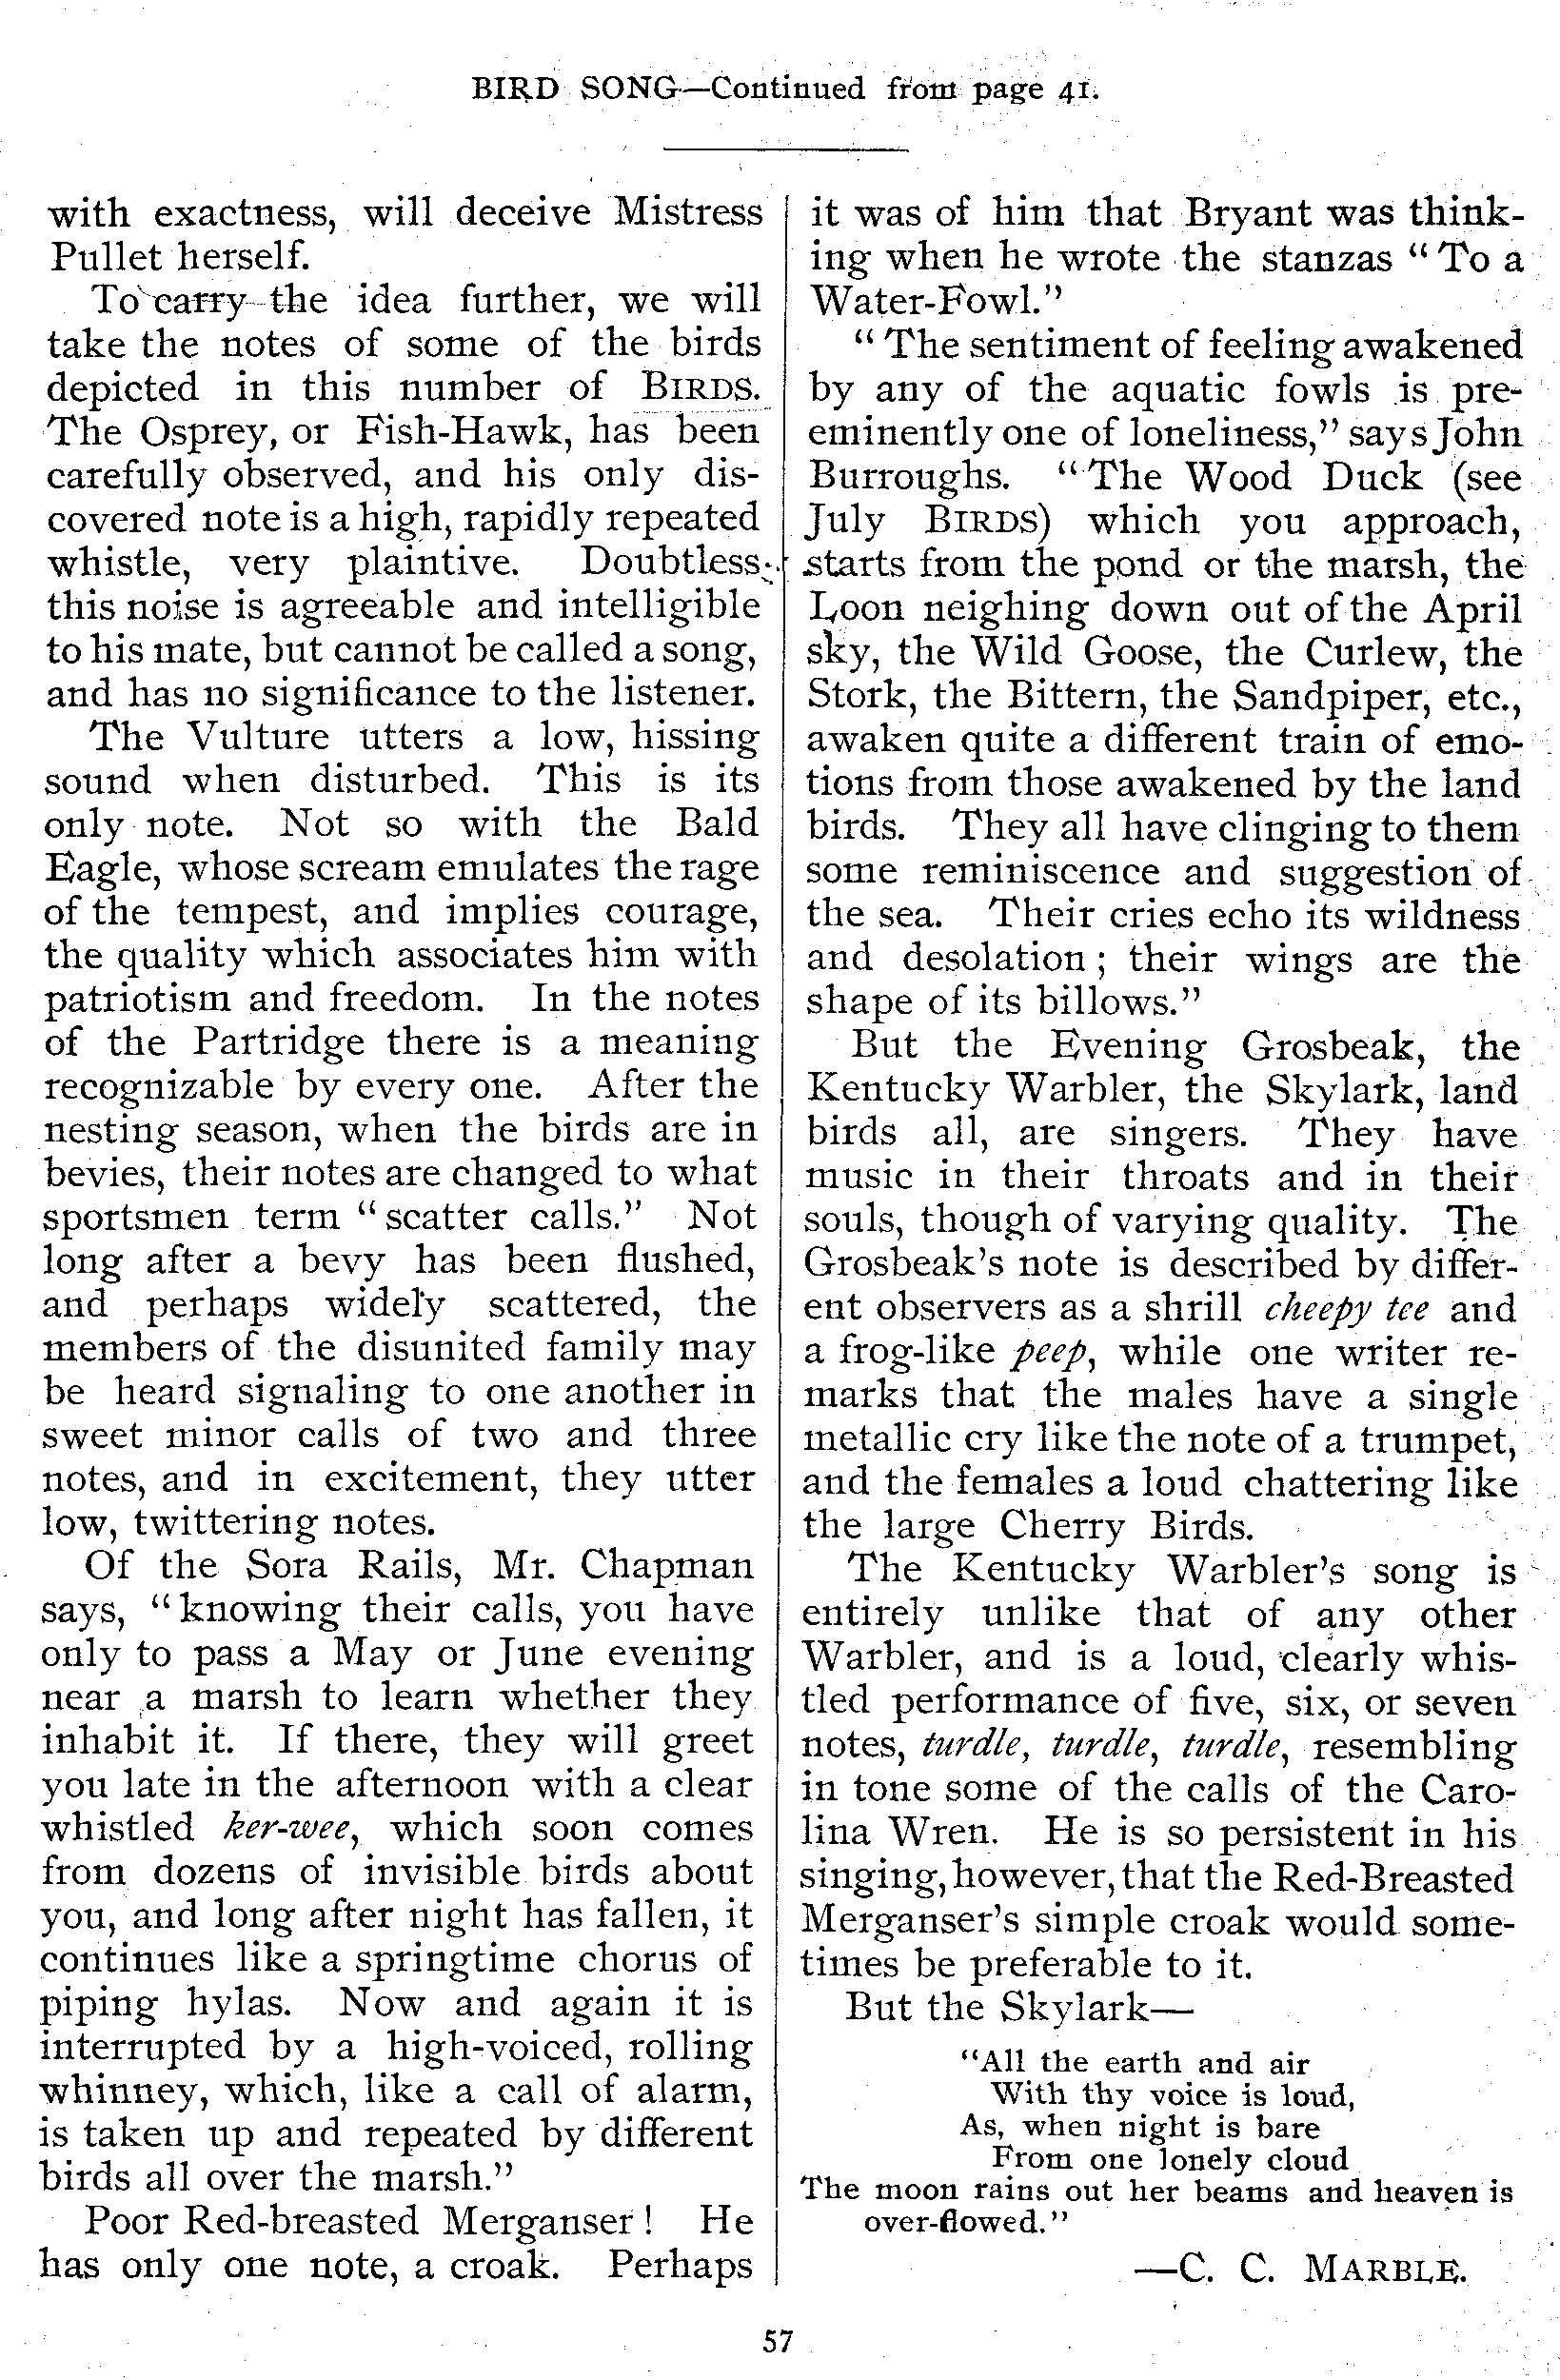 BIRD SONG—Continued from page 41.
with exactness, will deceive Mistress
Pullet herself.
To carry the idea further, we will
take the notes of some of the birds
depicted in this number of BIRDS.
The Osprey, or Fish-Hawk, has been
carefully observed, and his only dis-
covered note is a high, rapidly repeated
whistle, very plaintive. Doubtless
this noise is agreeable and intelligible
to his mate, but cannot be called a song,
and has no significance to the listener.
The Vulture utters a low, hissing
sound when disturbed. This is its
only note. Not so with the Bald
Eagle, whose scream emulates the rage
of the tempest, and implies courage,
the quality which associates him with
patriotism and freedom. In the notes
of the Partridge there is a meaning
recognizable by every one. After the
nesting season, when the birds are in
bevies, their notes are changed to what
sportsmen term "scatter calls." Not
long after a bevy has been flushed,
and perhaps widely scattered, the
members of the disunited family may
be heard signaling to one another in
sweet minor calls of two and three
notes, and in excitement, they utter
low, twittering notes.
Of the Sora Rails, Mr. Chapman
says, "knowing their calls, you have
only to pass a May or June evening
near a marsh to learn whether they
inhabit it. If there, they will greet
you late in the afternoon with a clear
whistled ker-wee, which soon comes
from dozens of invisible birds about
you, and long after night has fallen, it
continues like a springtime chorus of
piping hylas. Now and again it is
interrupted by a high-voiced, rolling
whinney, which, like a call of alarm,
is taken up and repeated by different
birds all over the marsh."
Poor Red-breasted Merganser! He
has only one note, a croak. Perhaps
it was of him that Bryant was think-
ing when he wrote the stanzas "To a
Water-Fowl."
"The sentiment of feeling awakened
by any of the aquatic fowls is pre-
eminently one of loneliness," says John
Burroughs. "The Wood Duck (see
July BIRDS) which you approach,
starts from the pond or the marsh, the
Loon neighing down out of the April
sky, the Wild Goose, the Curlew, the
Stork, the Bittern, the Sandpiper, etc.,
awaken quite a different train of emo-
tions from those awakened by the land
birds. They all have clinging to them
some reminiscence and suggestion of
the sea. Their cries echo its wildness
and desolation; their wings are the
shape of its billows."
But the Evening Grosbeak, the
Kentucky Warbler, the Skylark, land
birds all, are singers. They have
music in their throats and in their
souls, though of varying quality. The
Grosbeak's note is described by differ-
ent observers as a shrill cheepy tee and
a frog-like peep, while one writer re-
marks that the males have a single
metallic cry like the note of a trumpet,
and the females a loud chattering like
the large Cherry Birds.
The Kentucky Warbler's song is
entirely unlike that of any other
Warbler, and is a loud, clearly whis-
tled performance of five, six, or seven
notes, turdle, turdle, turdle, resembling
in tone some of the calls of the Caro-
lina Wren. He is so persistent in his
singing, however, that the Red-Breasted
Merganser's simple croak would some-
times be preferable to it.
But the Skylark—
"All the earth and air
With thy voice is loud,
As, when night is bare
From one lonely cloud
The moon rains out her beams and heaven is
over-flowed."
—C. C. MARBLE.
57